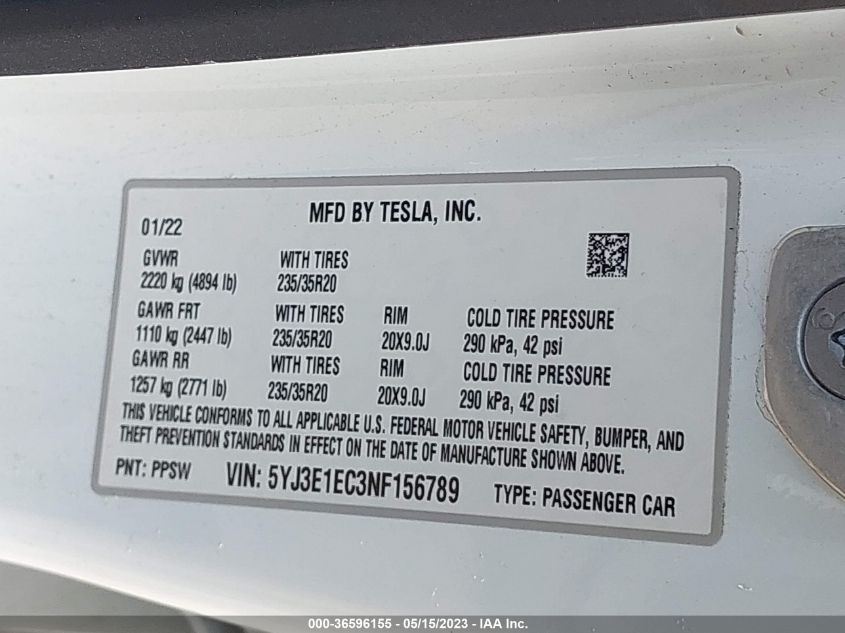 MFD BY TESLA, INC.
01/22
GVWR WITH TIRES
2220 kg (4894 lb) 235/35R20
GAWR FRT WITH TIRES RIM COLD TIRE PRESSURE
1110 kg (2447 lb) 235/35R20 20X9.0J 290 kPa, 42 psi
GAWR RR WITH TIRES RIM COLD TIRE PRESSURE
1257 kg (2771 lb) 235/35R20 20X9.0J 290 kPa, 42 psi
THIS VEHICLE CONFORMS TO ALL APPLICABLE U.S. FEDERAL MOTOR VEHICLE SAFETY, BUMPER, AND
THEFT PREVENTION STANDARDS IN EFFECT ON THE DATE OF MANUFACTURE SHOWN ABOVE.
PNT: PPSW VIN: 5YJ3E1EC3NF156789 TYPE: PASSENGER CAR
000-36596155 - 05/15/2023 - IAA Inc.